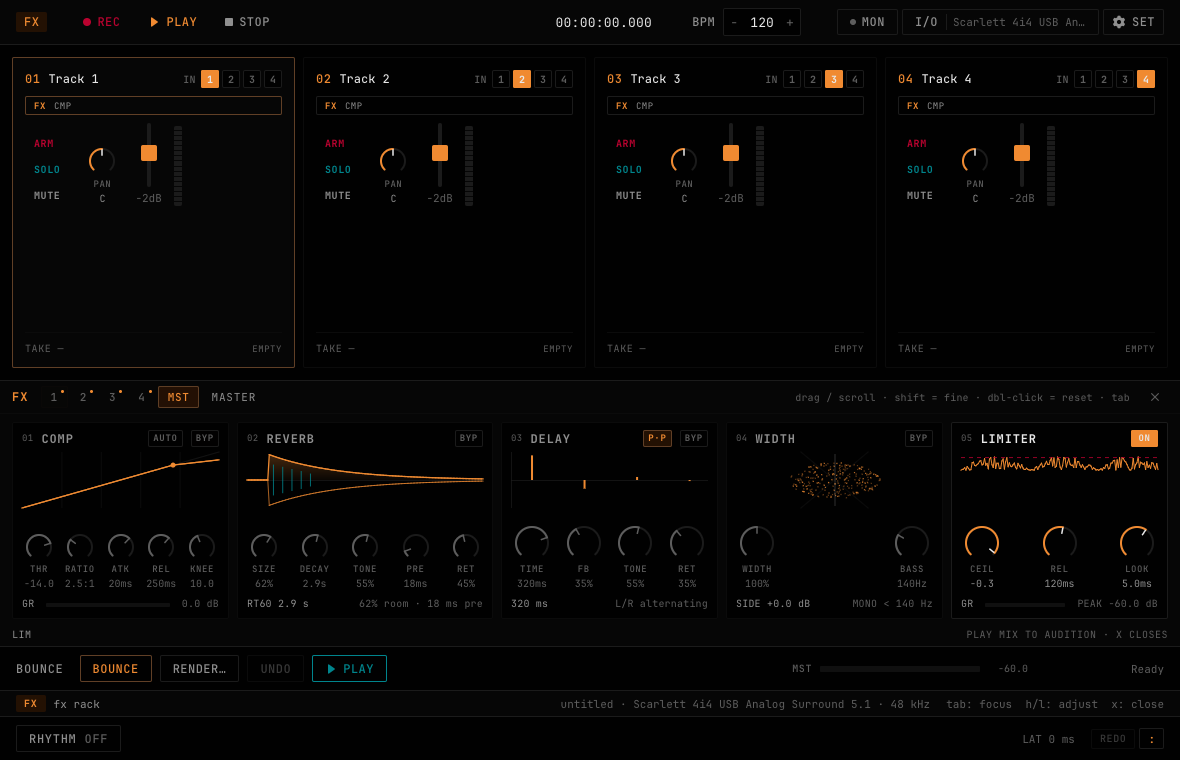 FX REC PLAY STOP 00:00:00.000 BPM - 120 + MON I/O Scarlett 4i4 USB An… SET
01 Track 1 IN 1 2 3 4
FX CMP
ARM
SOLO
MUTE
PAN
C
-2dB
TAKE — EMPTY
02 Track 2 IN 1 2 3 4
FX CMP
ARM
SOLO
MUTE
PAN
C
-2dB
TAKE — EMPTY
03 Track 3 IN 1 2 3 4
FX CMP
ARM
SOLO
MUTE
PAN
C
-2dB
TAKE — EMPTY
04 Track 4 IN 1 2 3 4
FX CMP
ARM
SOLO
MUTE
PAN
C
-2dB
TAKE — EMPTY
FX 1 2 3 4 MST MASTER drag / scroll · shift = fine · dbl-click = reset · tab
01 COMP AUTO BYP
THR RATIO ATK REL KNEE
-14.0 2.5:1 20ms 250ms 10.0
GR 0.0 dB
02 REVERB BYP
SIZE DECAY TONE PRE RET
62% 2.9s 55% 18ms 45%
RT60 2.9 s 62% room · 18 ms pre
03 DELAY P·P BYP
TIME FB TONE RET
320ms 35% 55% 35%
320 ms L/R alternating
04 WIDTH BYP
WIDTH BASS
100% 140Hz
SIDE +0.0 dB MONO < 140 Hz
05 LIMITER ON
CEIL REL LOOK
-0.3 120ms 5.0ms
GR PEAK -60.0 dB
LIM PLAY MIX TO AUDITION · X CLOSES
BOUNCE BOUNCE RENDER… UNDO PLAY MST -60.0 Ready
FX fx rack untitled · Scarlett 4i4 USB Analog Surround 5.1 · 48 kHz tab: focus h/l: adjust x: close
RHYTHM OFF LAT 0 ms REDO :